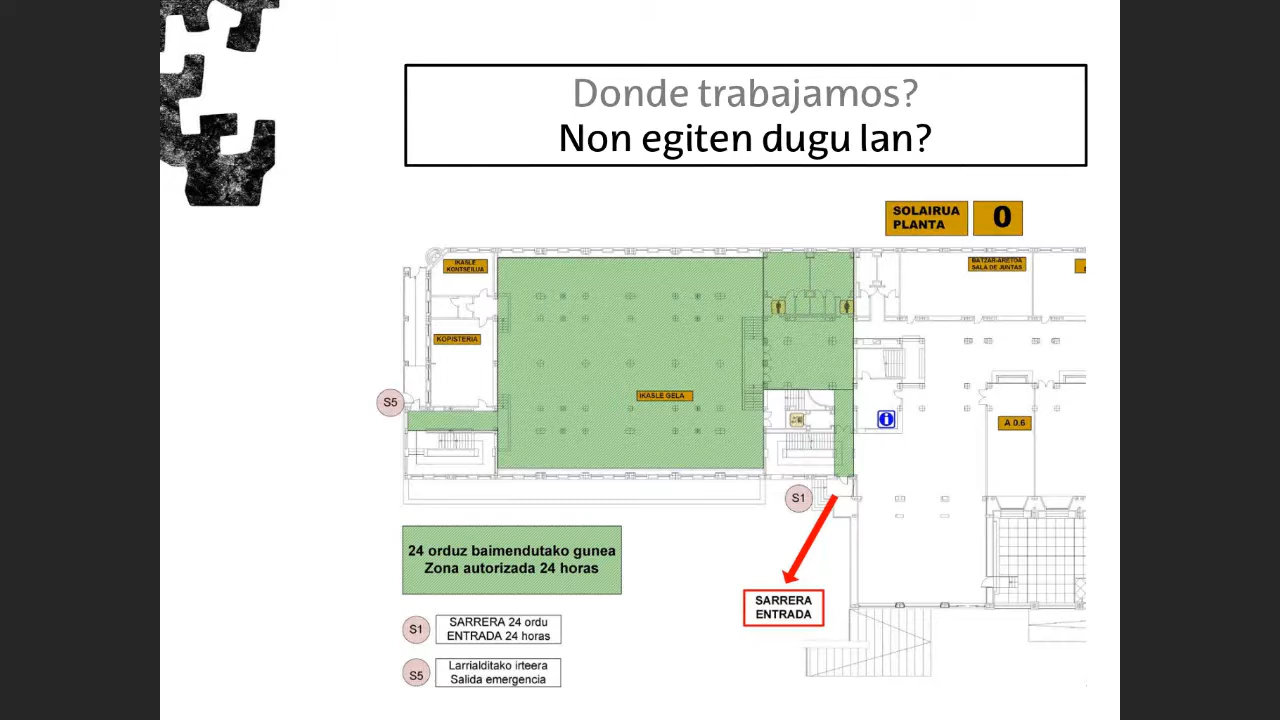 Donde trabajamos?
Non egiten dugu lan?
SOLAIRUA
PLANTA
0
IKASLE
KONTSEILUA
BATZAR-ARETOA
SALA DE JUNTAS
KOPISTERIA
IKASLE GELA
A 0.6
S5
S1
24 orduz baimendutako gunea
Zona autorizada 24 horas
SARRERA
ENTRADA
S1
SARRERA 24 ordu
ENTRADA 24 horas
S5
Larrialditako irteera
Salida emergencia